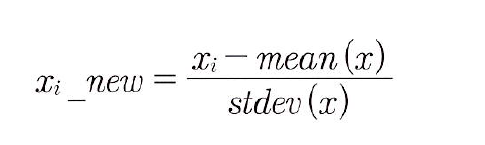 xᵢ_new = (xᵢ − mean(x)) / stdev(x)